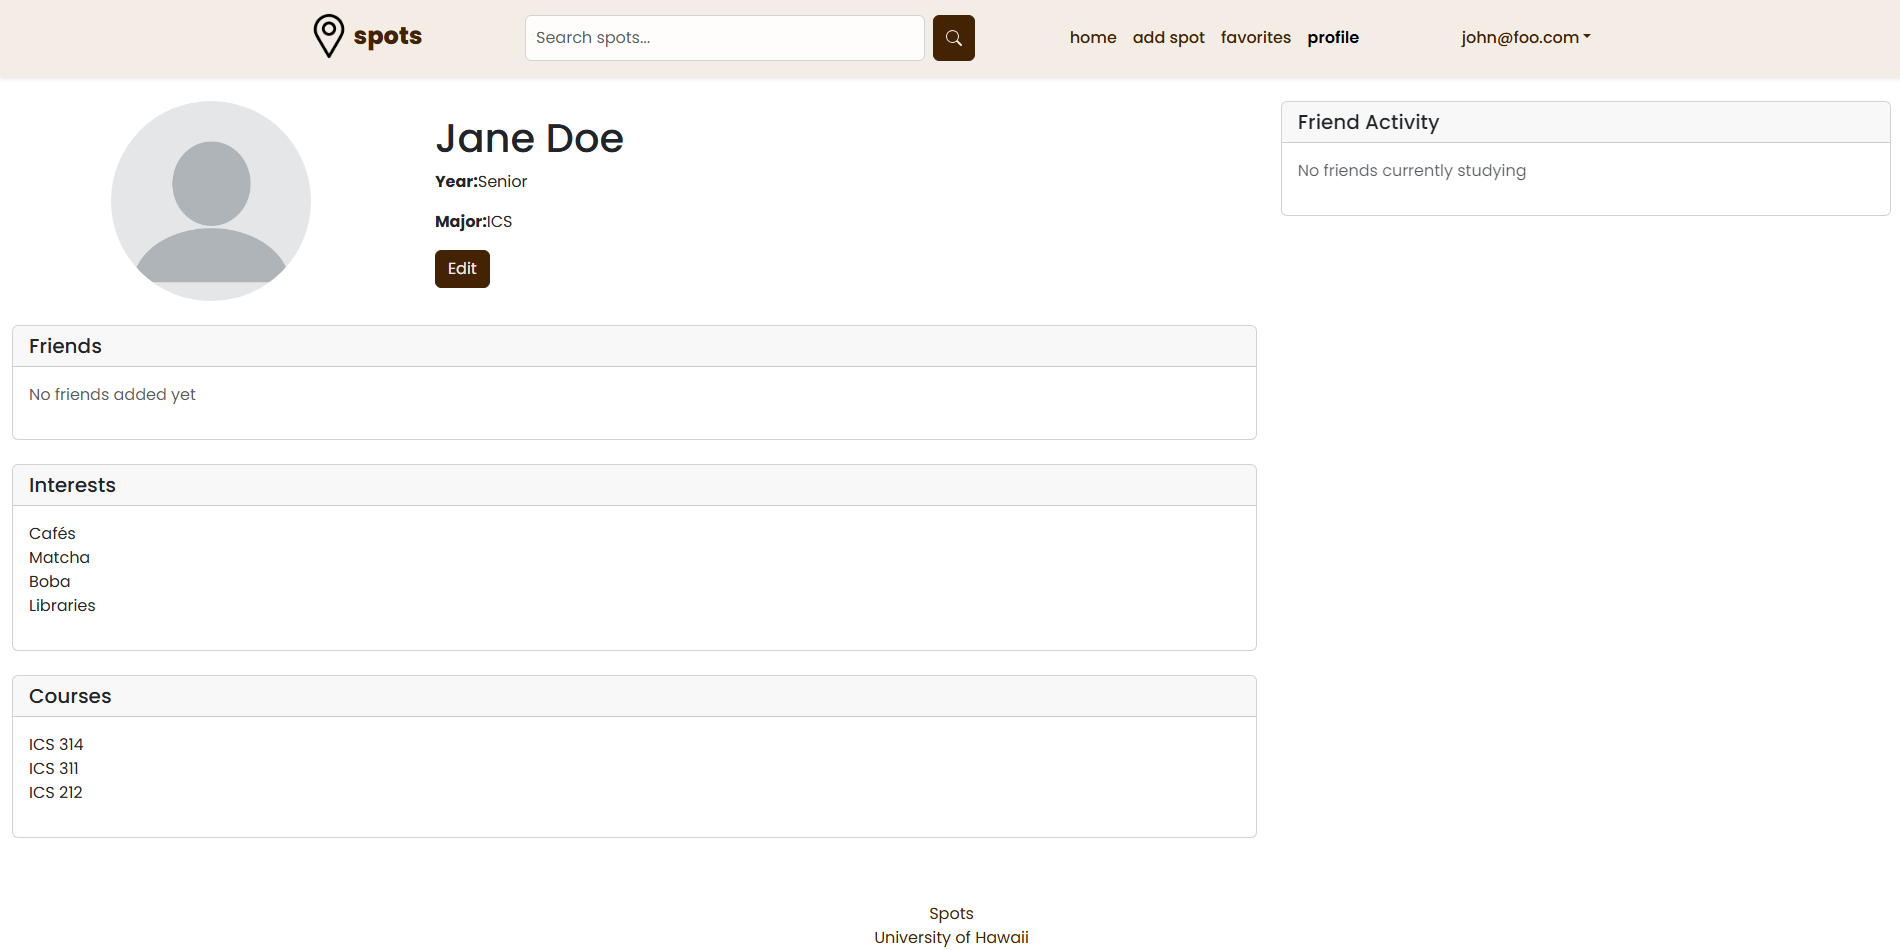 spots
Search spots...
home add spot favorites profile
john@foo.com
Jane Doe
Year:Senior
Major:ICS
Edit
Friend Activity
No friends currently studying
Friends
No friends added yet
Interests
Cafés
Matcha
Boba
Libraries
Courses
ICS 314
ICS 311
ICS 212
Spots
University of Hawaii